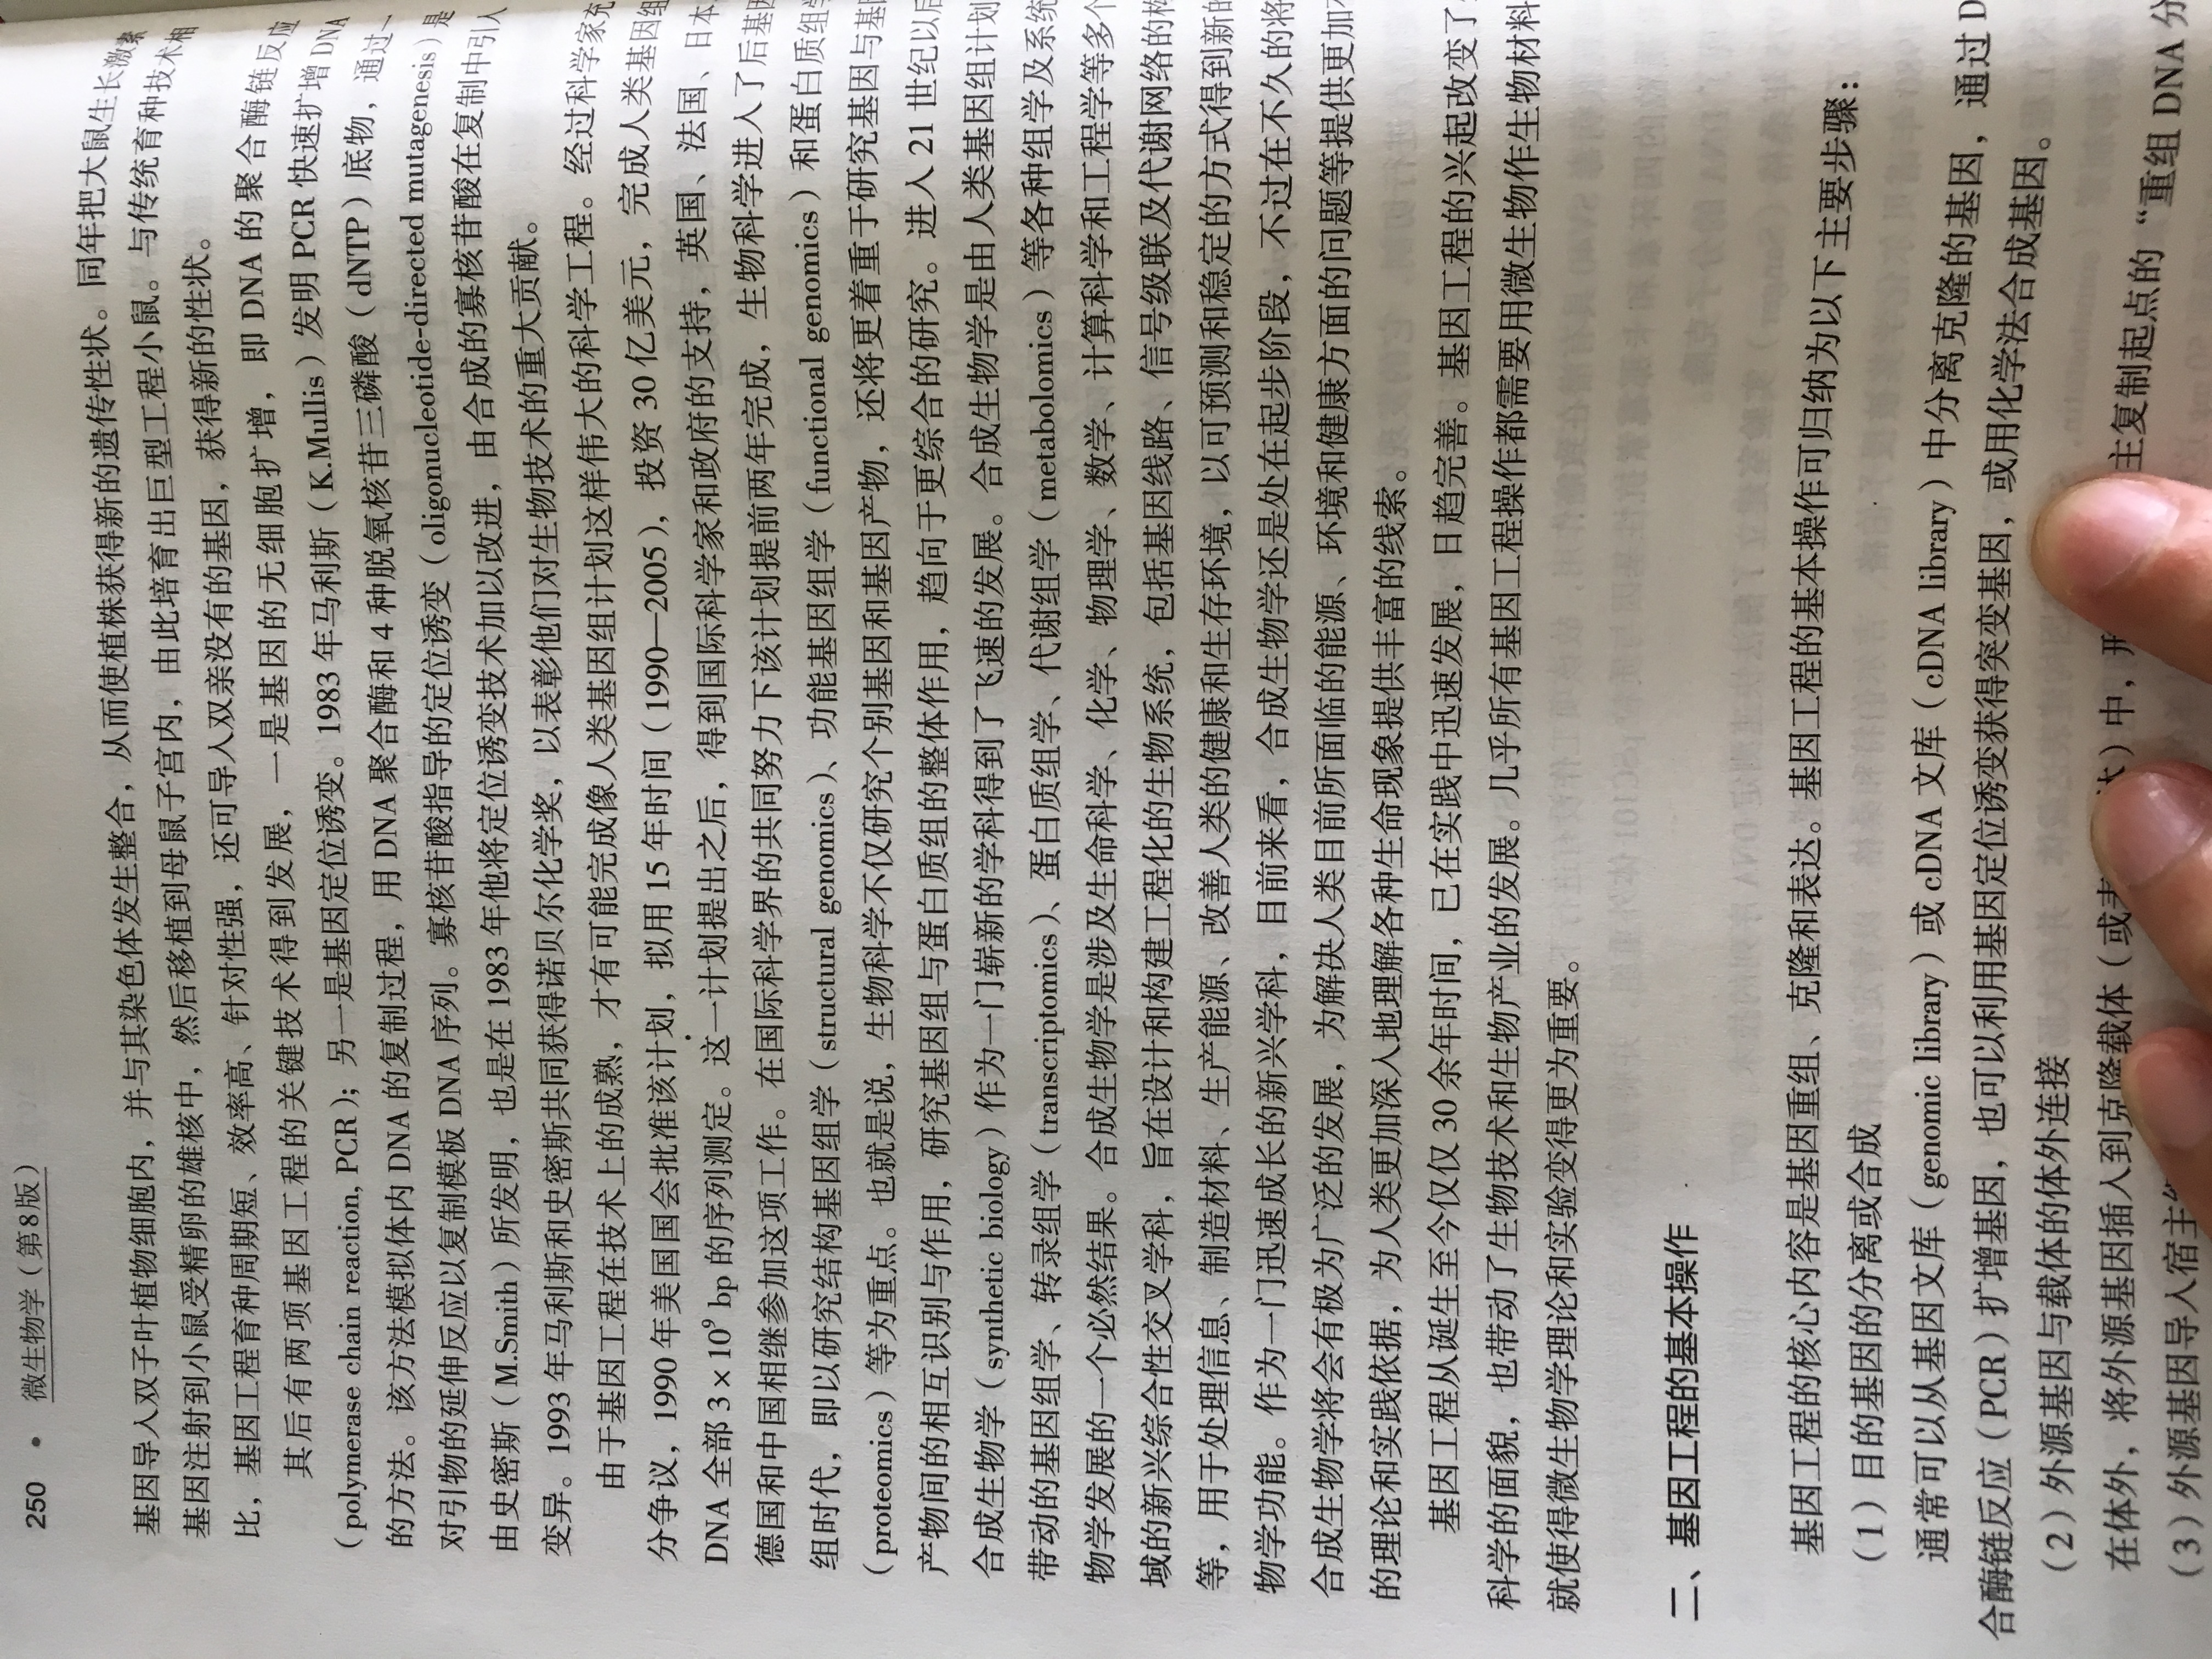 250 • 微生物学（第8版）
基因导入双子叶植物细胞内，并与其染色体发生整合，从而使植株获得新的遗传性状。同年把大鼠生长激素
基因注射到小鼠受精卵的雄核中，然后移植到母鼠子宫内，由此培育出巨型工程小鼠。与传统育种技术相
比，基因工程育种周期短、效率高、针对性强，还可导入双亲没有的基因，获得新的性状。
其后有两项基因工程的关键技术得到发展，一是基因的无细胞扩增，即 DNA 的聚合酶链反应
（polymerase chain reaction, PCR）；另一是基因定位诱变。1983 年马利斯（K.Mullis）发明 PCR 快速扩增 DNA
的方法。该方法模拟体内 DNA 的复制过程，用 DNA 聚合酶和 4 种脱氧核苷三磷酸（dNTP）底物，通过一
对引物的延伸反应以复制模板 DNA 序列。寡核苷酸指导的定位诱变（oligonucleotide-directed mutagenesis）是
由史密斯（M.Smith）所发明，也是在 1983 年他将定位诱变技术加以改进，由合成的寡核苷酸在复制中引入
变异。1993 年马利斯和史密斯共同获得诺贝尔化学奖，以表彰他们对生物技术的重大贡献。
由于基因工程在技术上的成熟，才有可能完成像人类基因组计划这样伟大的科学工程。经过科学家充
分争议，1990 年美国国会批准该计划，拟用 15 年时间（1990—2005），投资 30 亿美元，完成人类基因组
DNA 全部 3 × 10⁹ bp 的序列测定。这一计划提出之后，得到国际科学家和政府的支持，英国、法国、日本
德国和中国相继参加这项工作。在国际科学界的共同努力下该计划提前两年完成，生物科学进入了后基因
组时代，即以研究结构基因组学（structural genomics）、功能基因组学（functional genomics）和蛋白质组学
（proteomics）等为重点。也就是说，生物科学不仅研究个别基因和基因产物，还将更着重于研究基因与基因
产物间的相互识别与作用，研究基因组与蛋白质组的整体作用，趋向于更综合的研究。进入 21 世纪以后
合成生物学（synthetic biology）作为一门崭新的学科得到了飞速的发展。合成生物学是由人类基因组计划
带动的基因组学、转录组学（transcriptomics）、蛋白质组学、代谢组学（metabolomics）等各种组学及系统
物学发展的一个必然结果。合成生物学是涉及生命科学、化学、物理学、数学、计算科学和工程学等多个
域的新兴综合性交叉学科，旨在设计和构建工程化的生物系统，包括基因线路、信号级联及代谢网络的构
等，用于处理信息、制造材料、生产能源、改善人类的健康和生存环境，以可预测和稳定的方式得到新的
物学功能。作为一门迅速成长的新兴学科，目前来看，合成生物学还是处在起步阶段，不过在不久的将
合成生物学将会有极为广泛的发展，为解决人类目前所面临的能源、环境和健康方面的问题等提供更加
的理论和实践依据，为人类更加深入地理解各种生命现象提供丰富的线索。
基因工程从诞生至今仅仅 30 余年时间，已在实践中迅速发展，日趋完善。基因工程的兴起改变了
科学的面貌，也带动了生物技术和生物产业的发展。几乎所有基因工程操作都需要用微生物作生物材料
就使得微生物学理论和实验变得更为重要。
二、基因工程的基本操作
基因工程的核心内容是基因重组、克隆和表达。基因工程的基本操作可归纳为以下主要步骤：
（1）目的基因的分离或合成
通常可以从基因文库（genomic library）或 cDNA 文库（cDNA library）中分离克隆的基因，通过 D
合酶链反应（PCR）扩增基因，也可以利用基因定位诱变获得突变基因，或用化学法合成基因。
（2）外源基因与载体的体外连接
在体外，将外源基因插入到克隆载体（或表 ）中， 主复制起点的“重组 DNA 分
（3）外源基因导入宿主